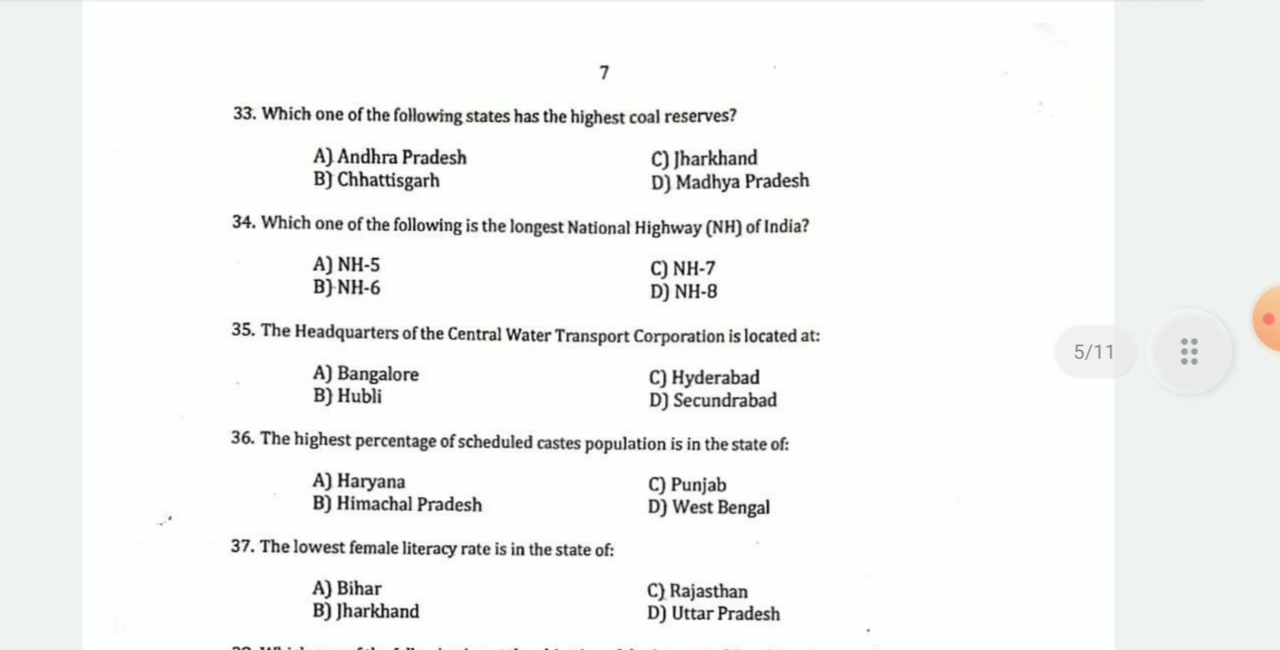 7
33. Which one of the following states has the highest coal reserves?
A) Andhra Pradesh
B) Chhattisgarh
C) Jharkhand
D) Madhya Pradesh
34. Which one of the following is the longest National Highway (NH) of India?
A) NH-5
B) NH-6
C) NH-7
D) NH-8
35. The Headquarters of the Central Water Transport Corporation is located at:
A) Bangalore
B) Hubli
C) Hyderabad
D) Secundrabad
36. The highest percentage of scheduled castes population is in the state of:
A) Haryana
B) Himachal Pradesh
C) Punjab
D) West Bengal
37. The lowest female literacy rate is in the state of:
A) Bihar
B) Jharkhand
C) Rajasthan
D) Uttar Pradesh
5/11